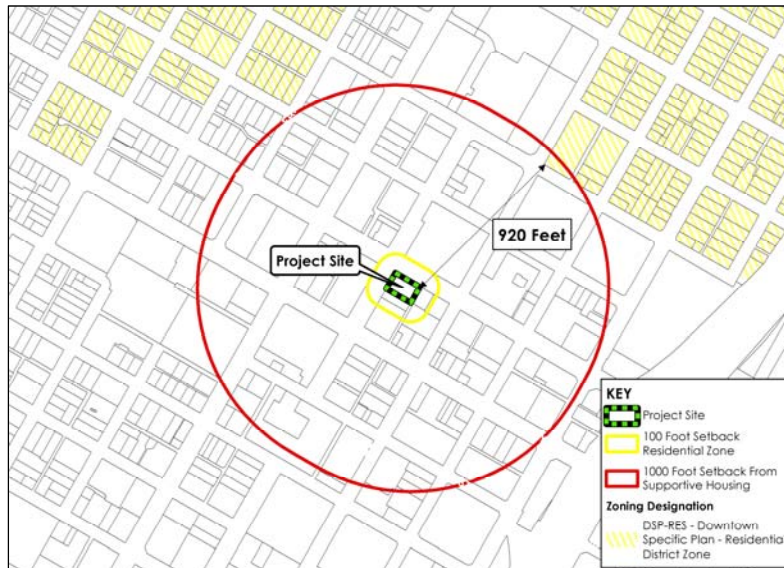 920 Feet
Project Site
KEY
Project Site
100 Foot Setback
Residential Zone
1000 Foot Setback From
Supportive Housing
Zoning Designation
DSP-RES - Downtown
Specific Plan - Residential
District Zone